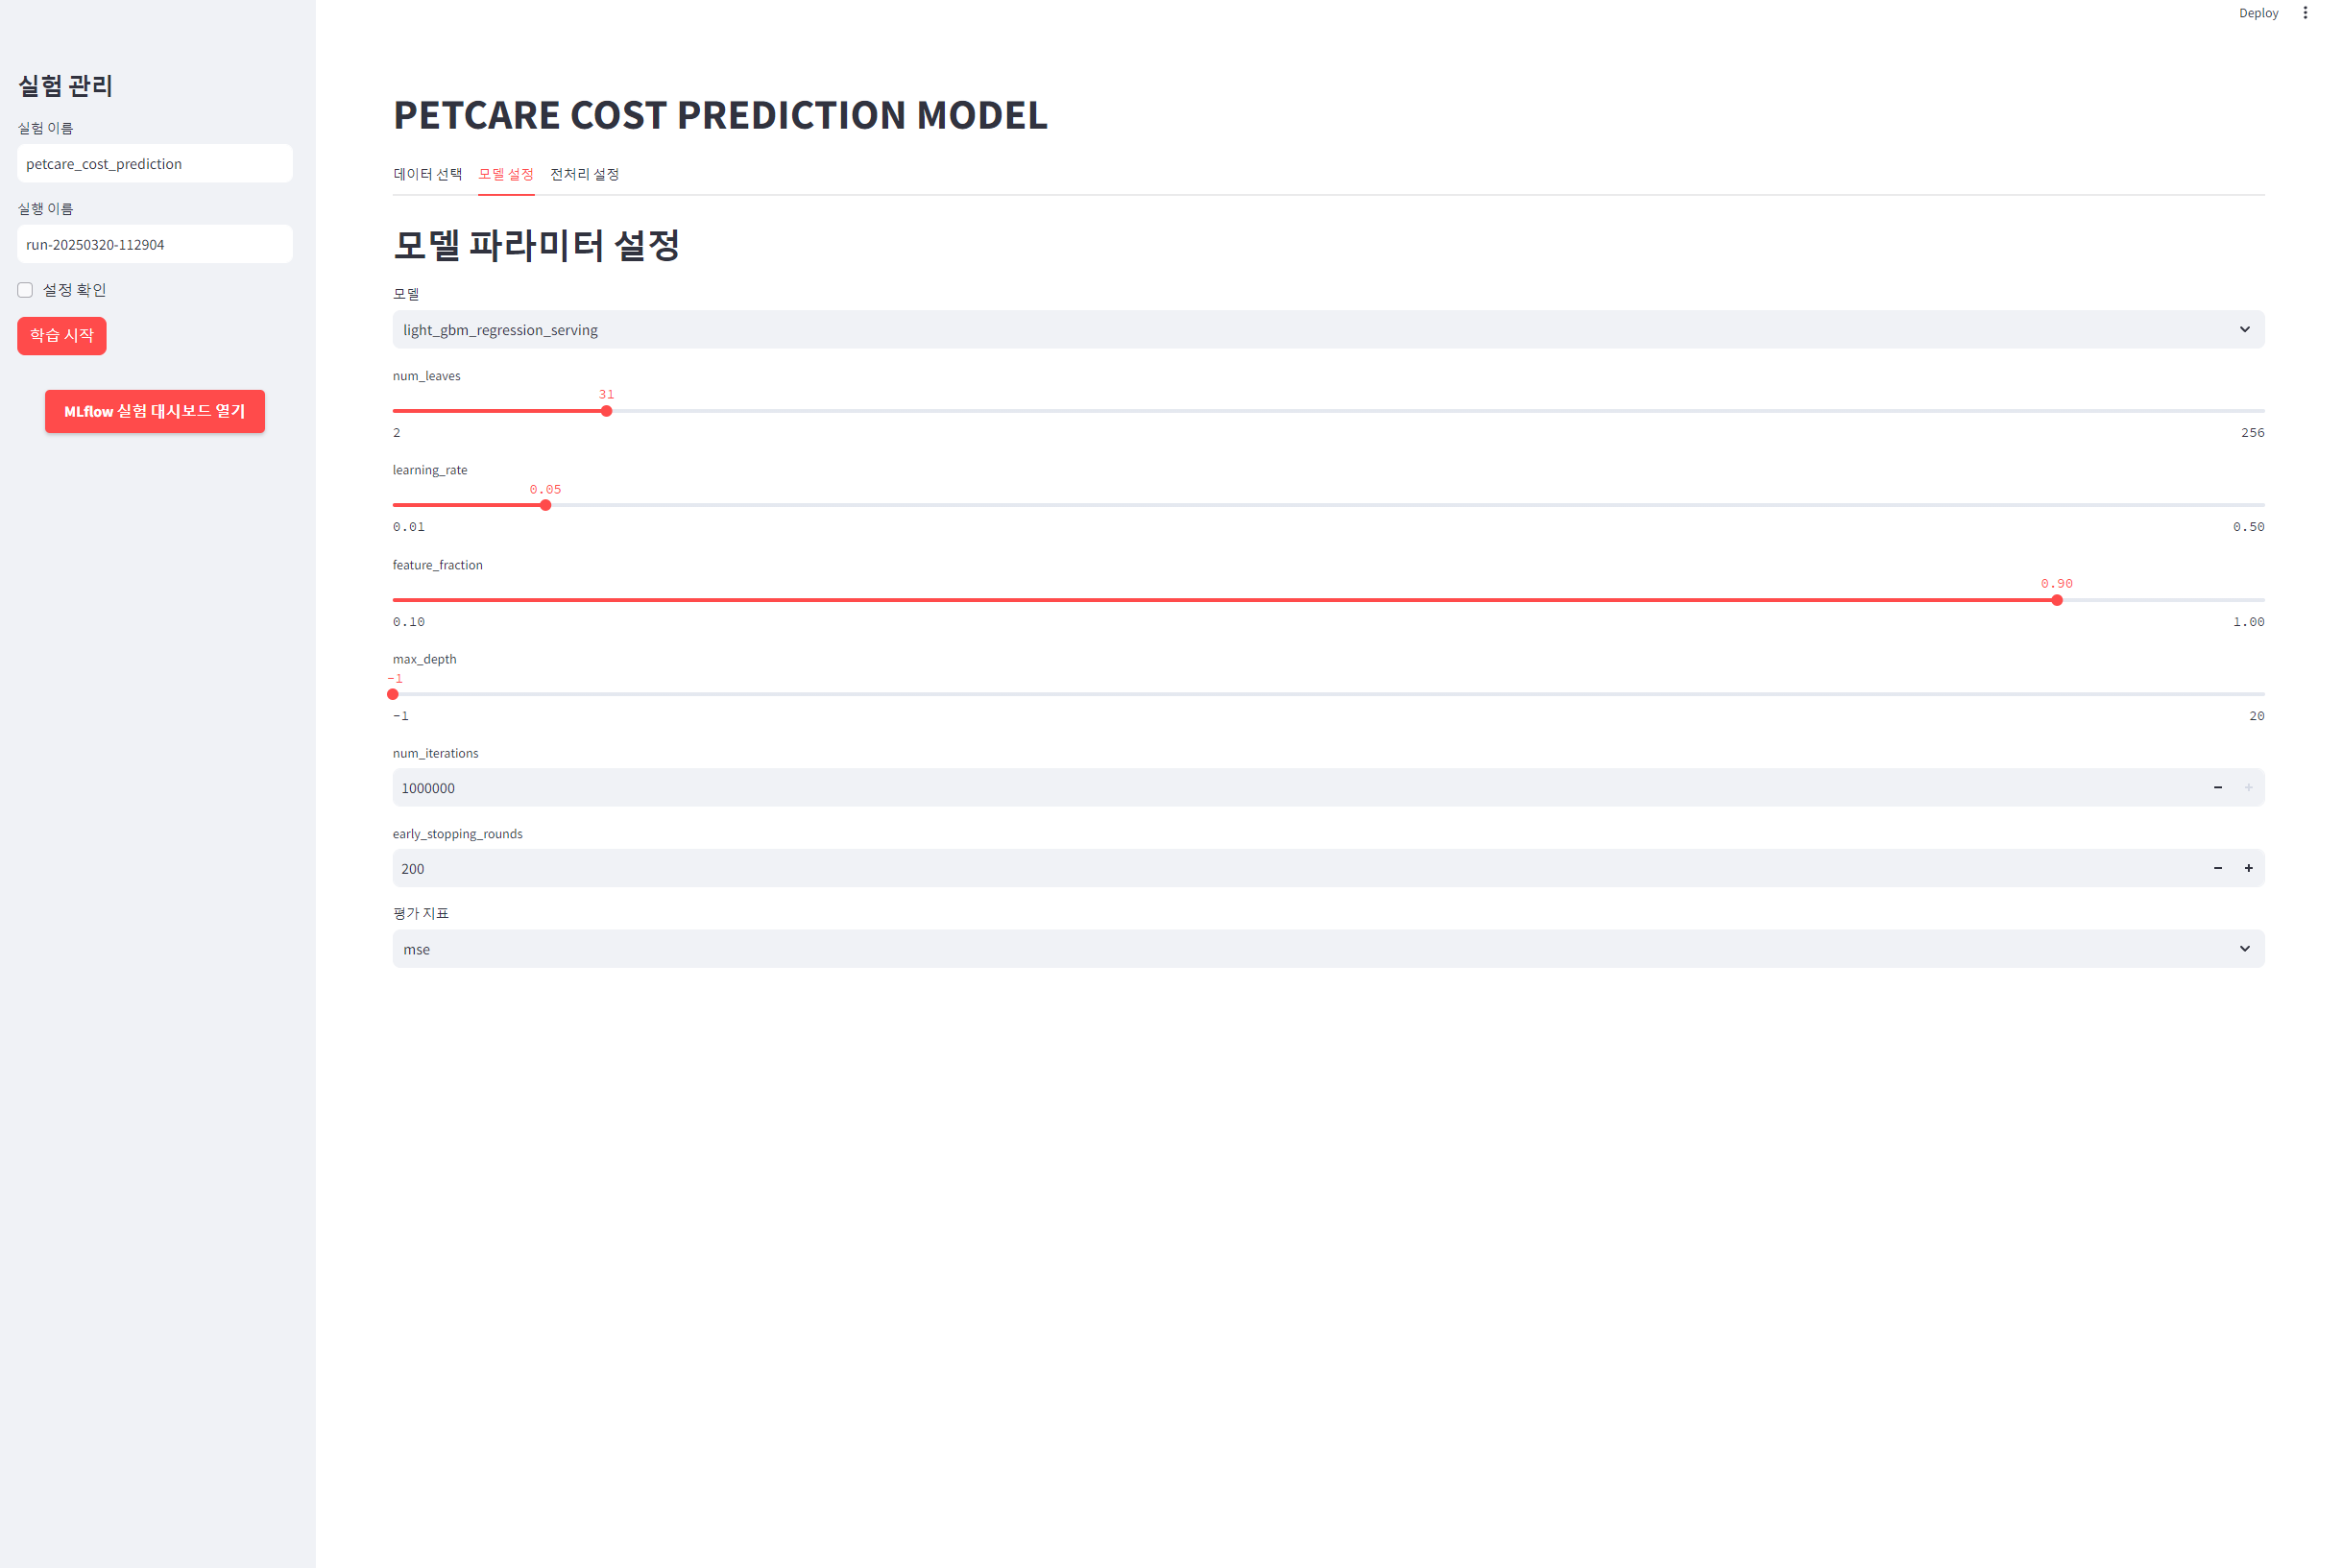 Deploy
실험 관리
실험 이름
petcare_cost_prediction
실행 이름
run-20250320-112904
설정 확인
학습 시작
MLflow 실험 대시보드 열기
PETCARE COST PREDICTION MODEL
데이터 선택 모델 설정 전처리 설정
모델 파라미터 설정
모델
light_gbm_regression_serving
num_leaves
31
2 256
learning_rate
0.05
0.01 0.50
feature_fraction
0.90
0.10 1.00
max_depth
-1
-1 20
num_iterations
1000000
early_stopping_rounds
200
평가 지표
mse